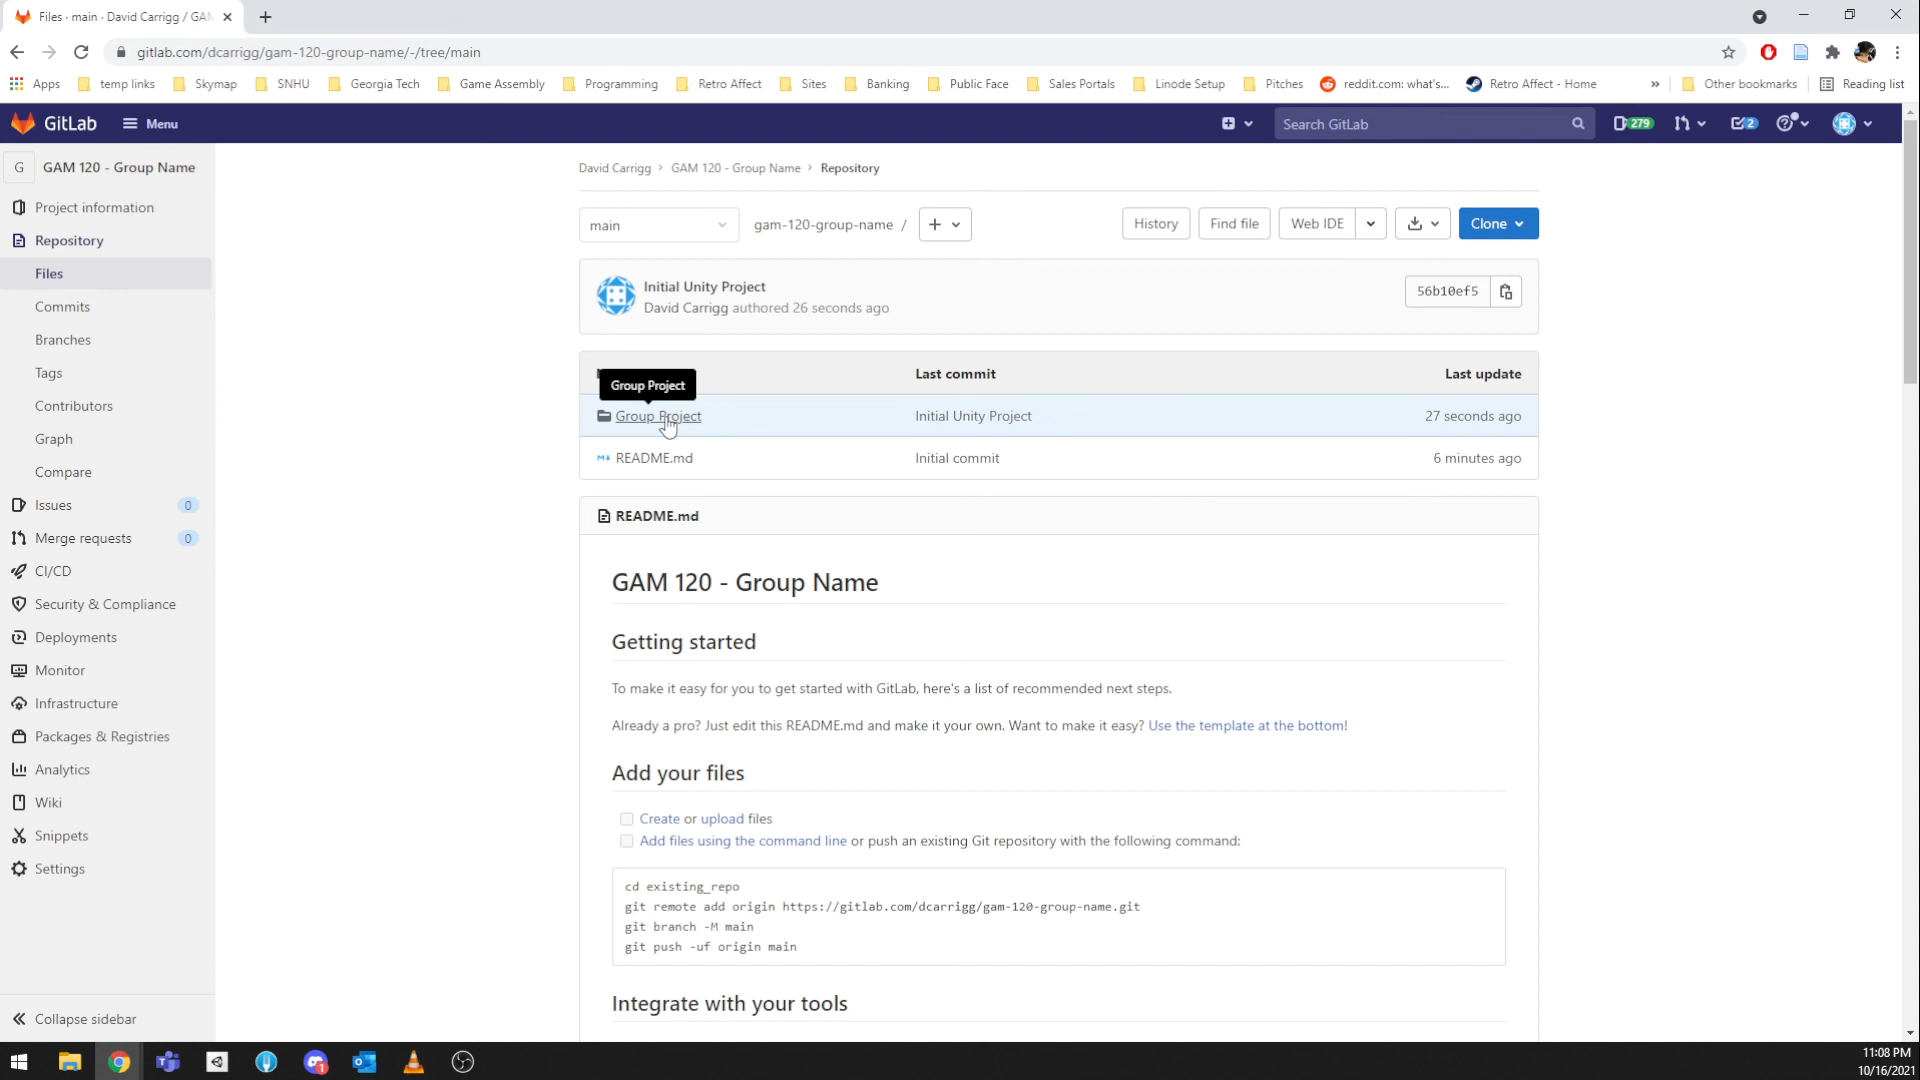 Files · main · David Carrigg / GAM
gitlab.com/dcarrigg/gam-120-group-name/-/tree/main
Apps temp links Skymap SNHU Georgia Tech Game Assembly Programming Retro Affect Sites Banking Public Face Sales Portals Linode Setup Pitches reddit.com: what's... Retro Affect - Home » Other bookmarks Reading list
GitLab Menu Search GitLab 279 2
G GAM 120 - Group Name
Project information
Repository
Files
Commits
Branches
Tags
Contributors
Graph
Compare
Issues 0
Merge requests 0
CI/CD
Security & Compliance
Deployments
Monitor
Infrastructure
Packages & Registries
Analytics
Wiki
Snippets
Settings
Collapse sidebar
David Carrigg > GAM 120 - Group Name > Repository
main gam-120-group-name / + History Find file Web IDE Clone
Initial Unity Project
David Carrigg authored 26 seconds ago
56b10ef5
Last commit Last update
Group Project
Group Project Initial Unity Project 27 seconds ago
README.md Initial commit 6 minutes ago
README.md
GAM 120 - Group Name
Getting started
To make it easy for you to get started with GitLab, here's a list of recommended next steps.
Already a pro? Just edit this README.md and make it your own. Want to make it easy? Use the template at the bottom!
Add your files
Create or upload files
Add files using the command line or push an existing Git repository with the following command:
cd existing_repo
git remote add origin https://gitlab.com/dcarrigg/gam-120-group-name.git
git branch -M main
git push -uf origin main
Integrate with your tools
11:08 PM
10/16/2021